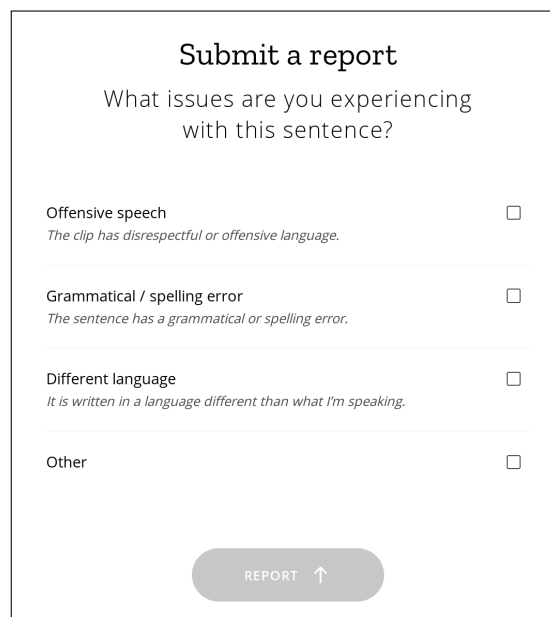 Submit a report
What issues are you experiencing
with this sentence?
Offensive speech
The clip has disrespectful or offensive language.
Grammatical / spelling error
The sentence has a grammatical or spelling error.
Different language
It is written in a language different than what I’m speaking.
Other
REPORT